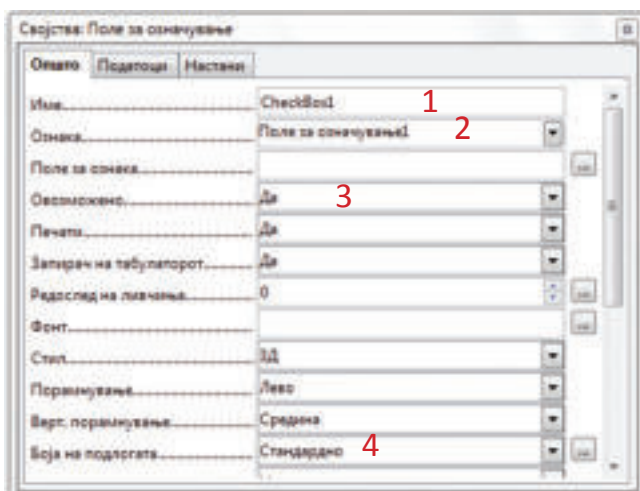 Својства: Поле за означување
Општо Податоци Настани
Име CheckBox1 1
Ознака Поле за означување1 2
Поле за ознака
Овозможено Да 3
Печати Да
Запирач на табулаторот Да
Редослед на ливчиња 0
Фонт
Стил 3Д
Порамнување Лево
Верт. порамнување Средина
Боја на подлогата Стандардно 4